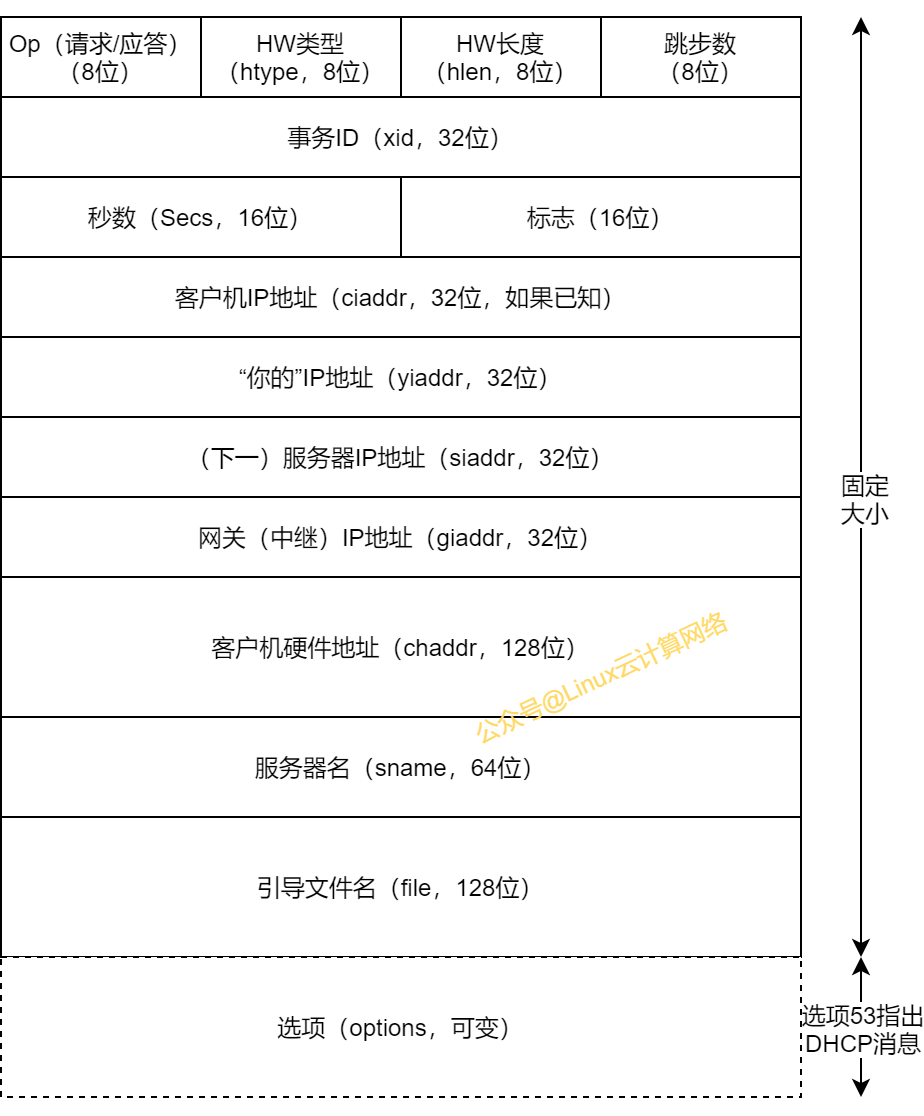 Op（请求/应答）
（8位）
HW类型
（htype，8位）
HW长度
（hlen，8位）
跳步数
（8位）
事务ID（xid，32位）
秒数（Secs，16位）
标志（16位）
客户机IP地址（ciaddr，32位，如果已知）
“你的”IP地址（yiaddr，32位）
（下一）服务器IP地址（siaddr，32位）
网关（中继）IP地址（giaddr，32位）
固定
大小
客户机硬件地址（chaddr，128位）
公众号@Linux云计算网络
服务器名（sname，64位）
引导文件名（file，128位）
选项（options，可变）
选项53指出
DHCP消息